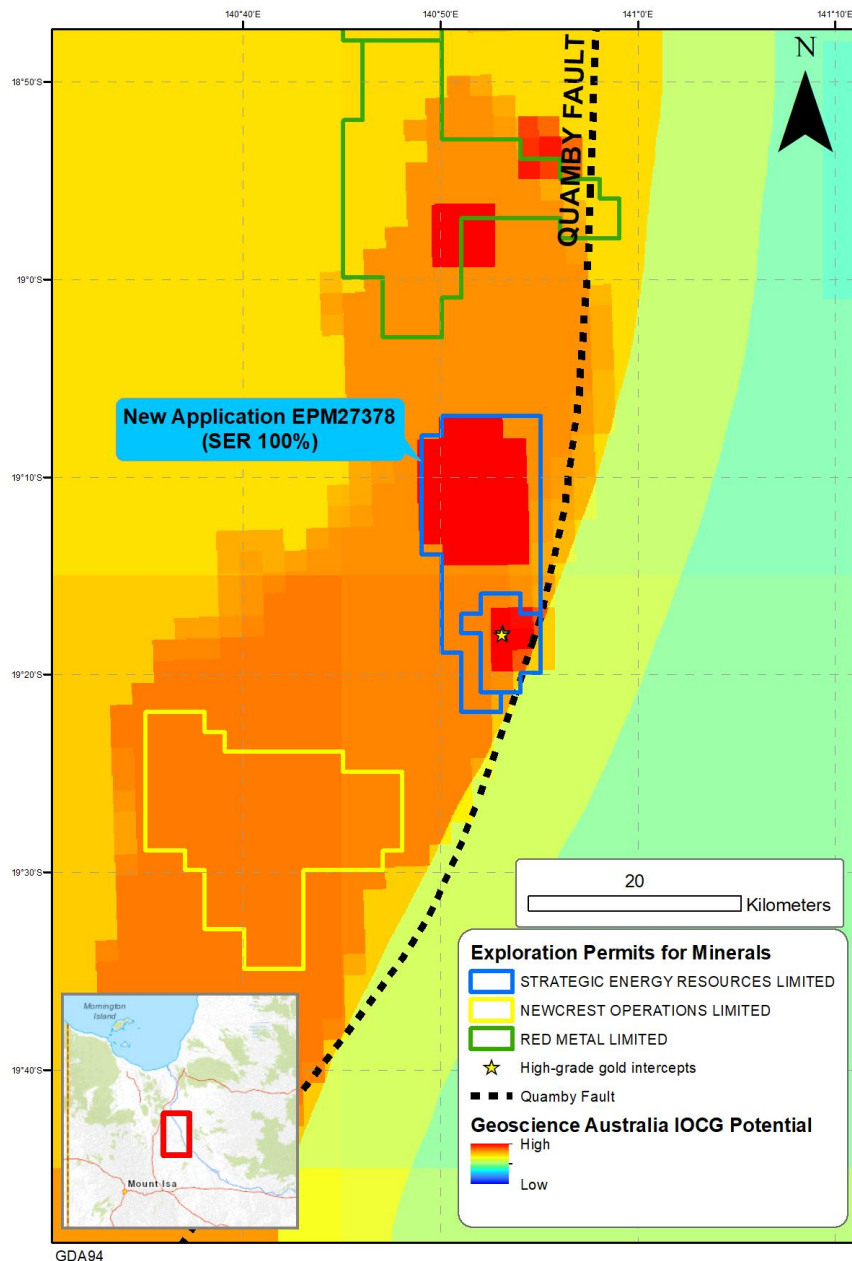 140°40'E
140°50'E
141°0'E
141°10'E
18°50'S
19°0'S
19°10'S
19°20'S
19°30'S
19°40'S
N
QUAMBY FAULT
New Application EPM27378
(SER 100%)
20
Kilometers
Exploration Permits for Minerals
STRATEGIC ENERGY RESOURCES LIMITED
NEWCREST OPERATIONS LIMITED
RED METAL LIMITED
High-grade gold intercepts
Quamby Fault
Geoscience Australia IOCG Potential
High
Low
Mornington
Island
Mount Isa
GDA94